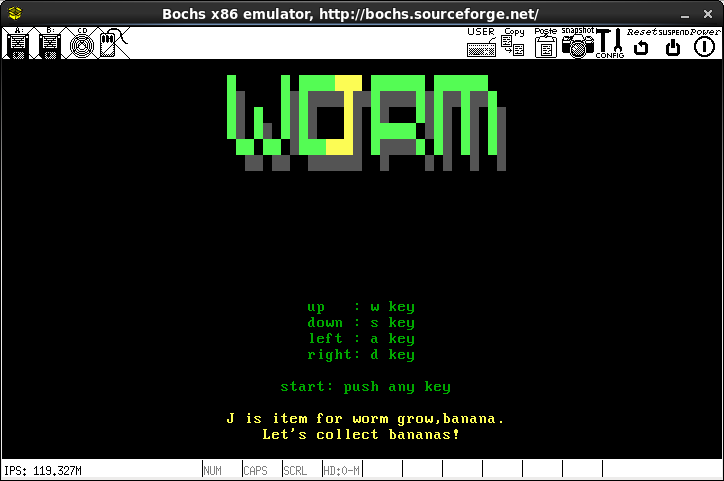 Bochs x86 emulator, http://bochs.sourceforge.net/
A: B: CD USER Copy Paste snapshot CONFIG Reset SUSPEND Power
WORM
up : w key
down : s key
left : a key
right: d key
start: push any key
J is item for worm grow,banana.
Let's collect bananas!
IPS: 119.327M NUM CAPS SCRL HD:0-M